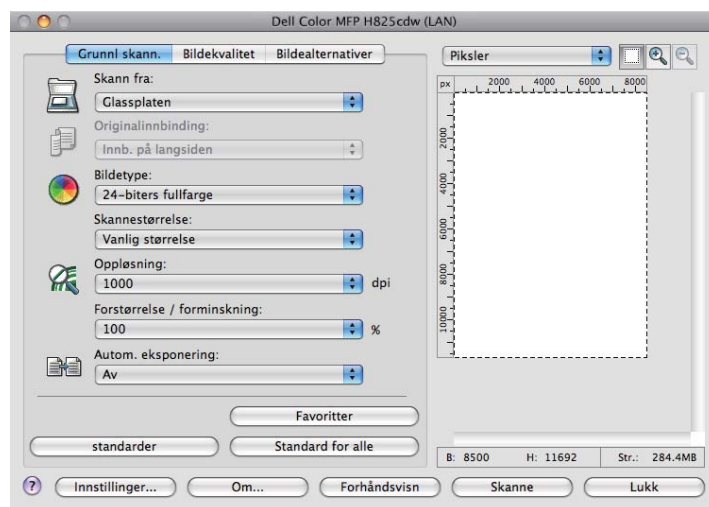 Dell Color MFP H825cdw (LAN)
Grunnl skann. Bildekvalitet Bildealternativer
Skann fra:
Glassplaten
Originalinnbinding:
Innb. på langsiden
Bildetype:
24-biters fullfarge
Skannestørrelse:
Vanlig størrelse
Oppløsning:
1000 dpi
Forstørrelse / forminskning:
100 %
Autom. eksponering:
Av
Favoritter
standarder Standard for alle
Piksler
px 2000 4000 6000 8000
2000
4000
6000
8000
10000
B: 8500 H: 11692 Str.: 284.4MB
? Innstillinger... Om... Forhåndsvisn Skanne Lukk